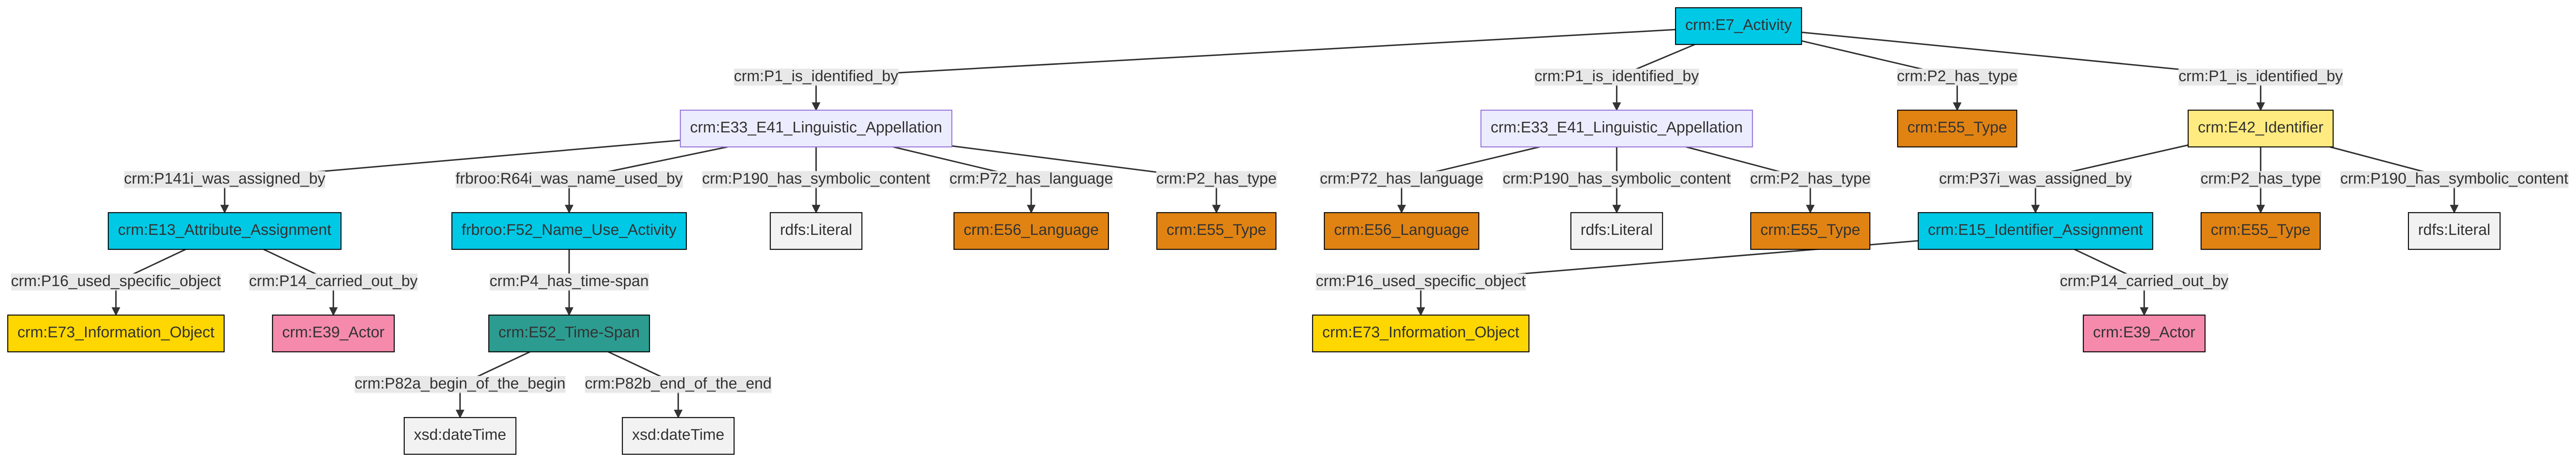 crm:E7_Activity
crm:P1_is_identified_by
crm:P1_is_identified_by
crm:P2_has_type
crm:P1_is_identified_by
crm:E33_E41_Linguistic_Appellation
crm:E33_E41_Linguistic_Appellation
crm:E55_Type
crm:E42_Identifier
crm:P141i_was_assigned_by
frbroo:R64i_was_name_used_by
crm:P190_has_symbolic_content
crm:P72_has_language
crm:P2_has_type
crm:P72_has_language
crm:P190_has_symbolic_content
crm:P2_has_type
crm:P37i_was_assigned_by
crm:P2_has_type
crm:P190_has_symbolic_content
crm:E13_Attribute_Assignment
frbroo:F52_Name_Use_Activity
rdfs:Literal
crm:E56_Language
crm:E55_Type
crm:E56_Language
rdfs:Literal
crm:E55_Type
crm:E15_Identifier_Assignment
crm:E55_Type
rdfs:Literal
crm:P16_used_specific_object
crm:P14_carried_out_by
crm:P4_has_time-span
crm:P16_used_specific_object
crm:P14_carried_out_by
crm:E73_Information_Object
crm:E39_Actor
crm:E52_Time-Span
crm:E73_Information_Object
crm:E39_Actor
crm:P82a_begin_of_the_begin
crm:P82b_end_of_the_end
xsd:dateTime
xsd:dateTime